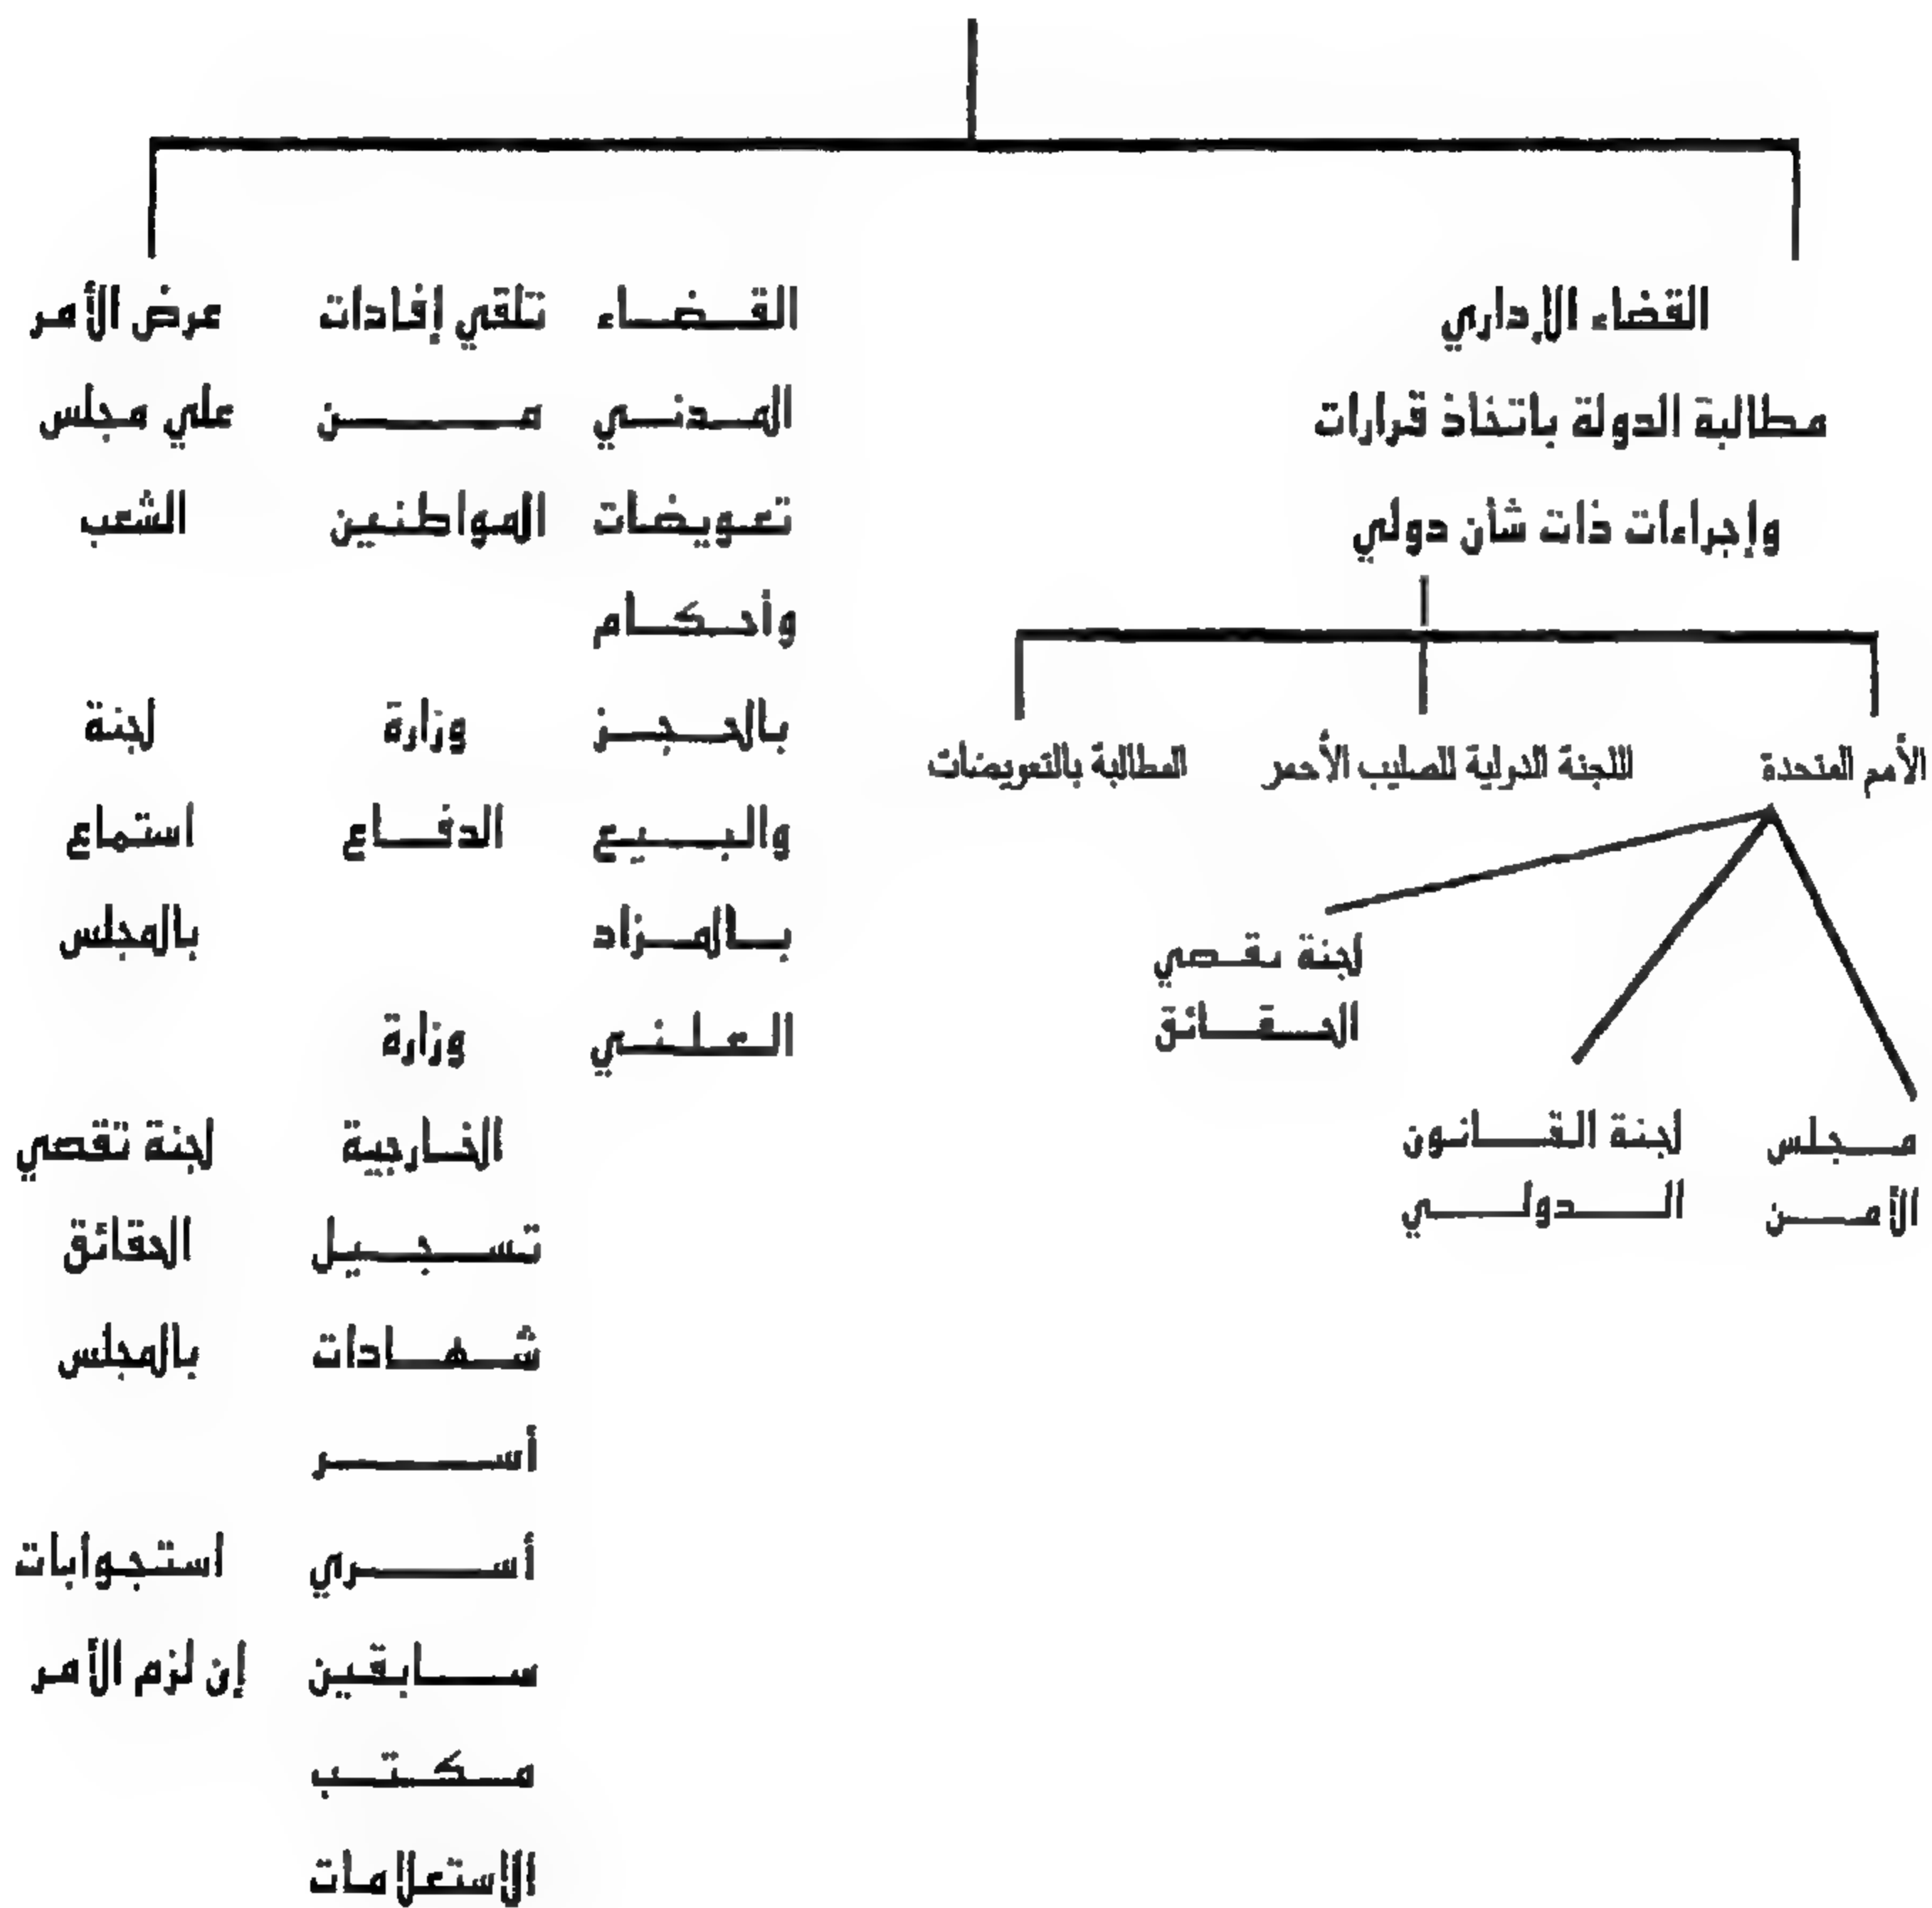 القضاء الإداري
مطالبة الدولة باتخاذ قرارات
وإجراءات ذات شأن دولي
الأمم المتحدة
اللجنة الدولية للصليب الأحمر
المطالبة بالتعويضات
لجنة تقصي
الحقائق
لجنة القانون
الدولي
مجلس
الأمن
القضاء
المدني
تعويضات
وأحكام
بالحجز
والبيع
بالمزاد
العلني
تلقي إفادات
من
المواطنين
وزارة
الدفاع
وزارة
الخارجية
تسجيل
شهادات
أسر
أسري
سابقين
مكتب
الاستعلامات
عرض الأمر
علي مجلس
الشعب
لجنة
استماع
بالمجلس
لجنة تقصي
الحقائق
بالمجلس
استجوابات
إن لزم الأمر